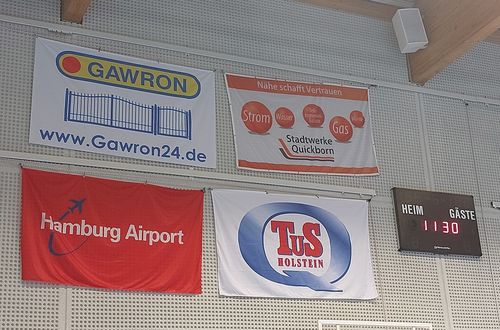 GAWRON
www.Gawron24.de
Nähe schafft Vertrauen
Strom
Wasser
Gas
Stadtwerke
Quickborn
Hamburg Airport
TuS
HOLSTEIN
HEIM GÄSTE
11 30